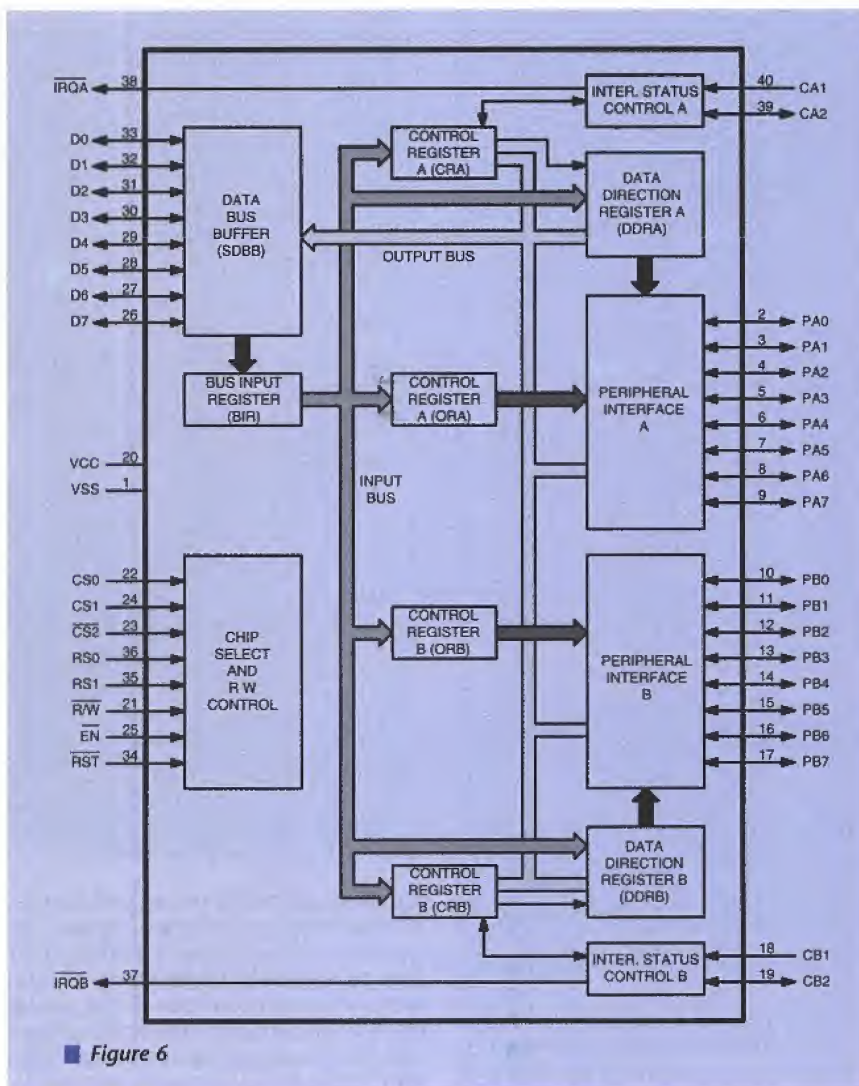 IRQA 38
40 CA1
39 CA2
INTER. STATUS
CONTROL A
D0 33
D1 32
D2 31
D3 30
D4 29
D5 28
D6 27
D7 26
DATA
BUS
BUFFER
(SDBB)
CONTROL
REGISTER
A (CRA)
DATA
DIRECTION
REGISTER A
(DDRA)
OUTPUT BUS
BUS INPUT
REGISTER
(BIR)
CONTROL
REGISTER
A (ORA)
PERIPHERAL
INTERFACE
A
2 PA0
3 PA1
4 PA2
5 PA3
6 PA4
7 PA5
8 PA6
9 PA7
VCC 20
VSS 1
INPUT
BUS
CS0 22
CS1 24
CS2 23
RS0 36
RS1 35
R/W 21
EN 25
RST 34
CHIP
SELECT
AND
R W
CONTROL
CONTROL
REGISTER
B (ORB)
PERIPHERAL
INTERFACE
B
10 PB0
11 PB1
12 PB2
13 PB3
14 PB4
15 PB5
16 PB6
17 PB7
CONTROL
REGISTER
B (CRB)
DATA
DIRECTION
REGISTER B
(DDRB)
IRQB 37
INTER. STATUS
CONTROL B
18 CB1
19 CB2
Figure 6